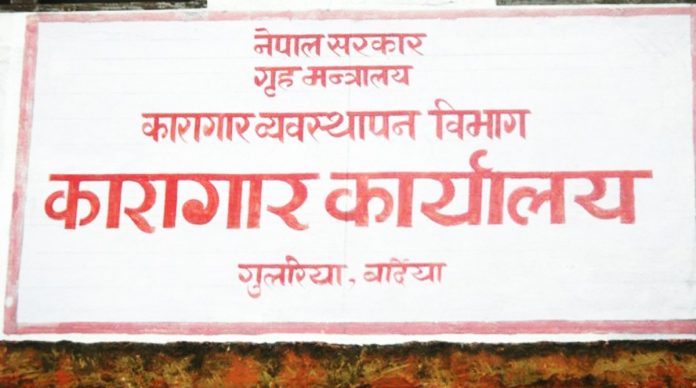 नेपाल सरकार
गृह मन्त्रालय
कारागार व्यवस्थापन विभाग
कारागार कार्यालय
गुलरिया, बर्दिया